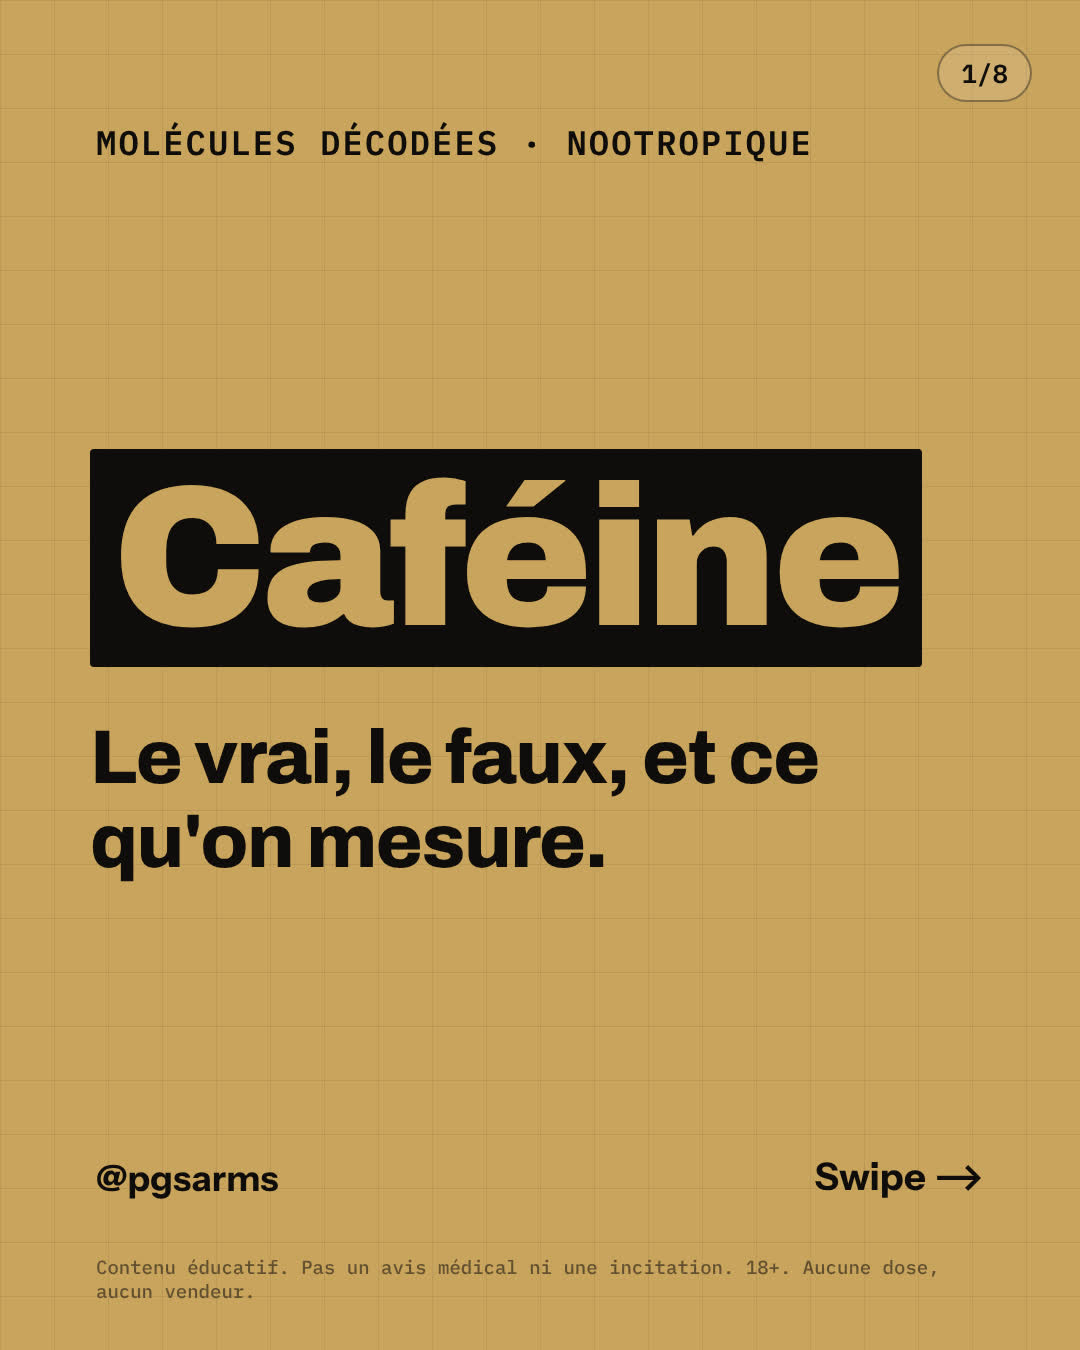 1/8
MOLÉCULES DÉCODÉES · NOOTROPIQUE
Caféine
Le vrai, le faux, et ce
qu'on mesure.
@pgsarms
Swipe →
Contenu éducatif. Pas un avis médical ni une incitation. 18+. Aucune dose,
aucun vendeur.